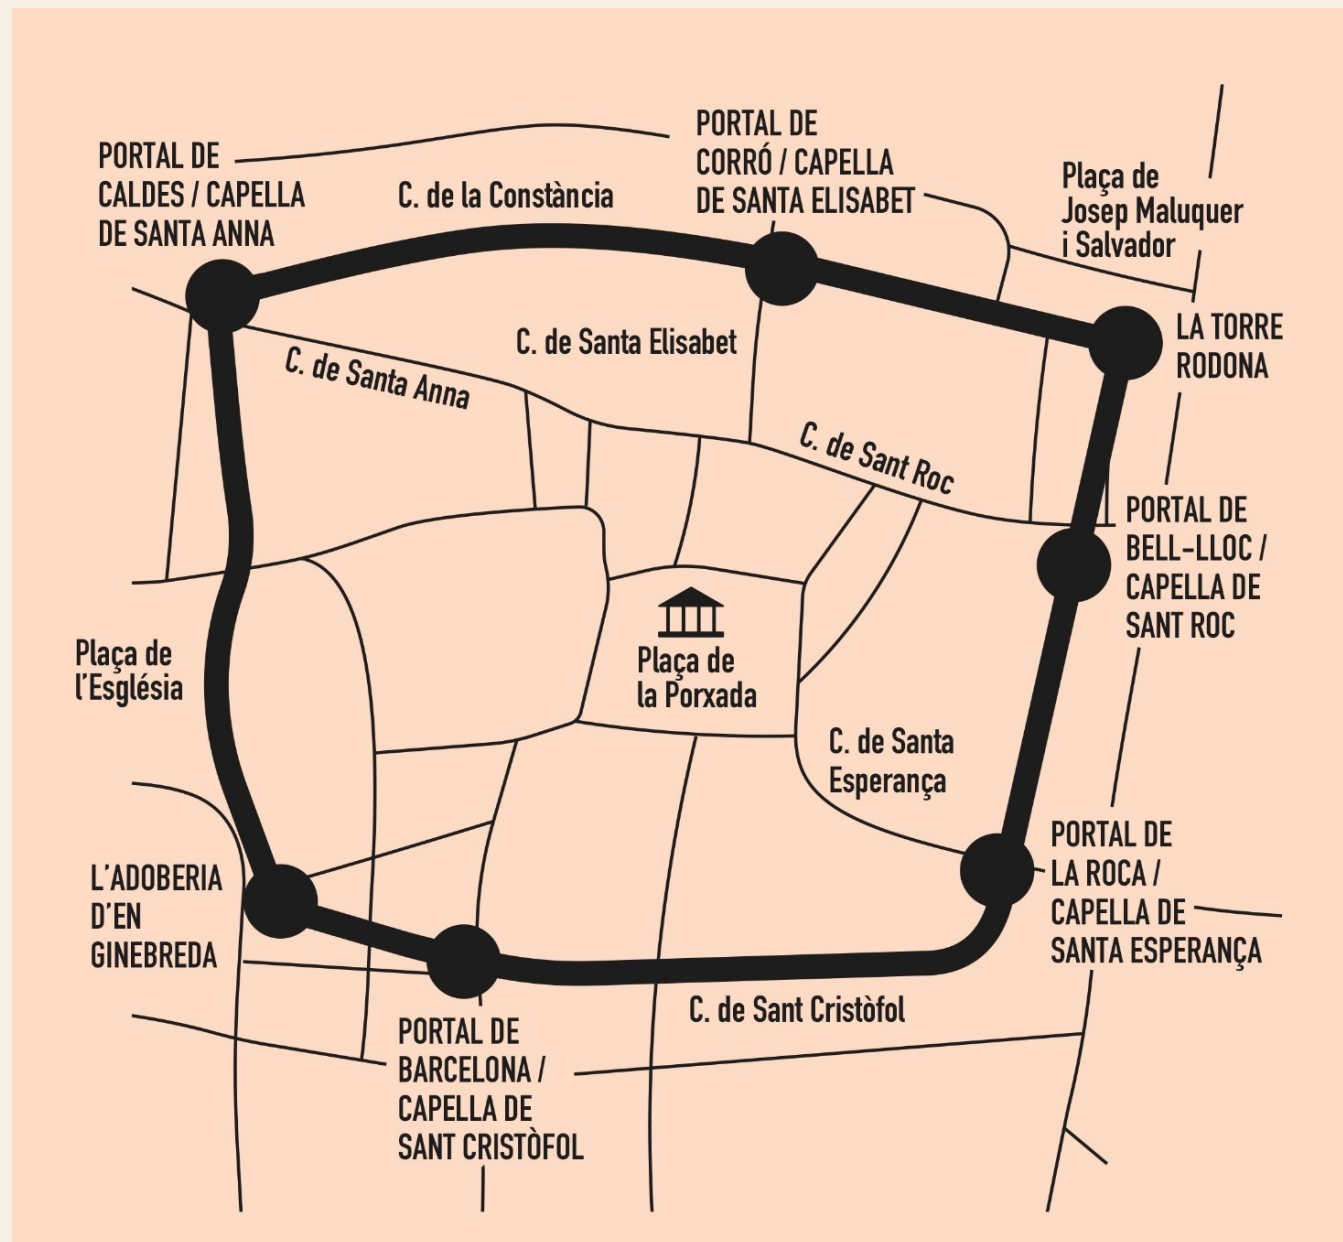 PORTAL DE
CALDES / CAPELLA
DE SANTA ANNA
C. de la Constància
PORTAL DE
CORRÓ / CAPELLA
DE SANTA ELISABET
Plaça de
Josep Maluquer
i Salvador
LA TORRE
RODONA
C. de Santa Elisabet
C. de Santa Anna
C. de Sant Roc
PORTAL DE
BELL-LLOC /
CAPELLA DE
SANT ROC
Plaça de
l'Església
Plaça de
la Porxada
C. de Santa
Esperança
PORTAL DE
LA ROCA /
CAPELLA DE
SANTA ESPERANÇA
L'ADOBERIA
D'EN
GINEBREDA
C. de Sant Cristòfol
PORTAL DE
BARCELONA /
CAPELLA DE
SANT CRISTÒFOL